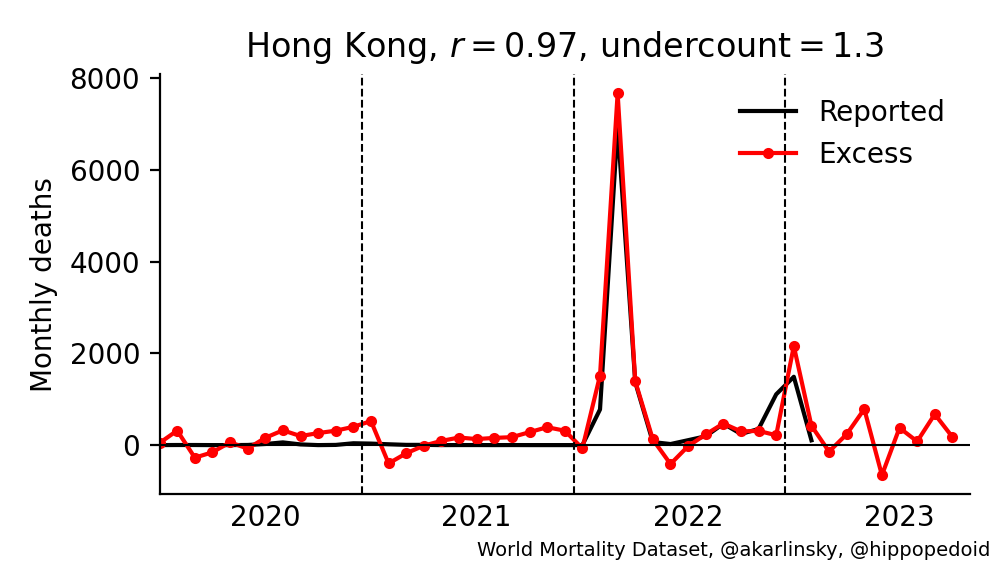 Hong Kong, r = 0.97, undercount = 1.3
Monthly deaths
8000
6000
4000
2000
0
Reported
Excess
2020 2021 2022 2023
World Mortality Dataset, @akarlinsky, @hippopedoid